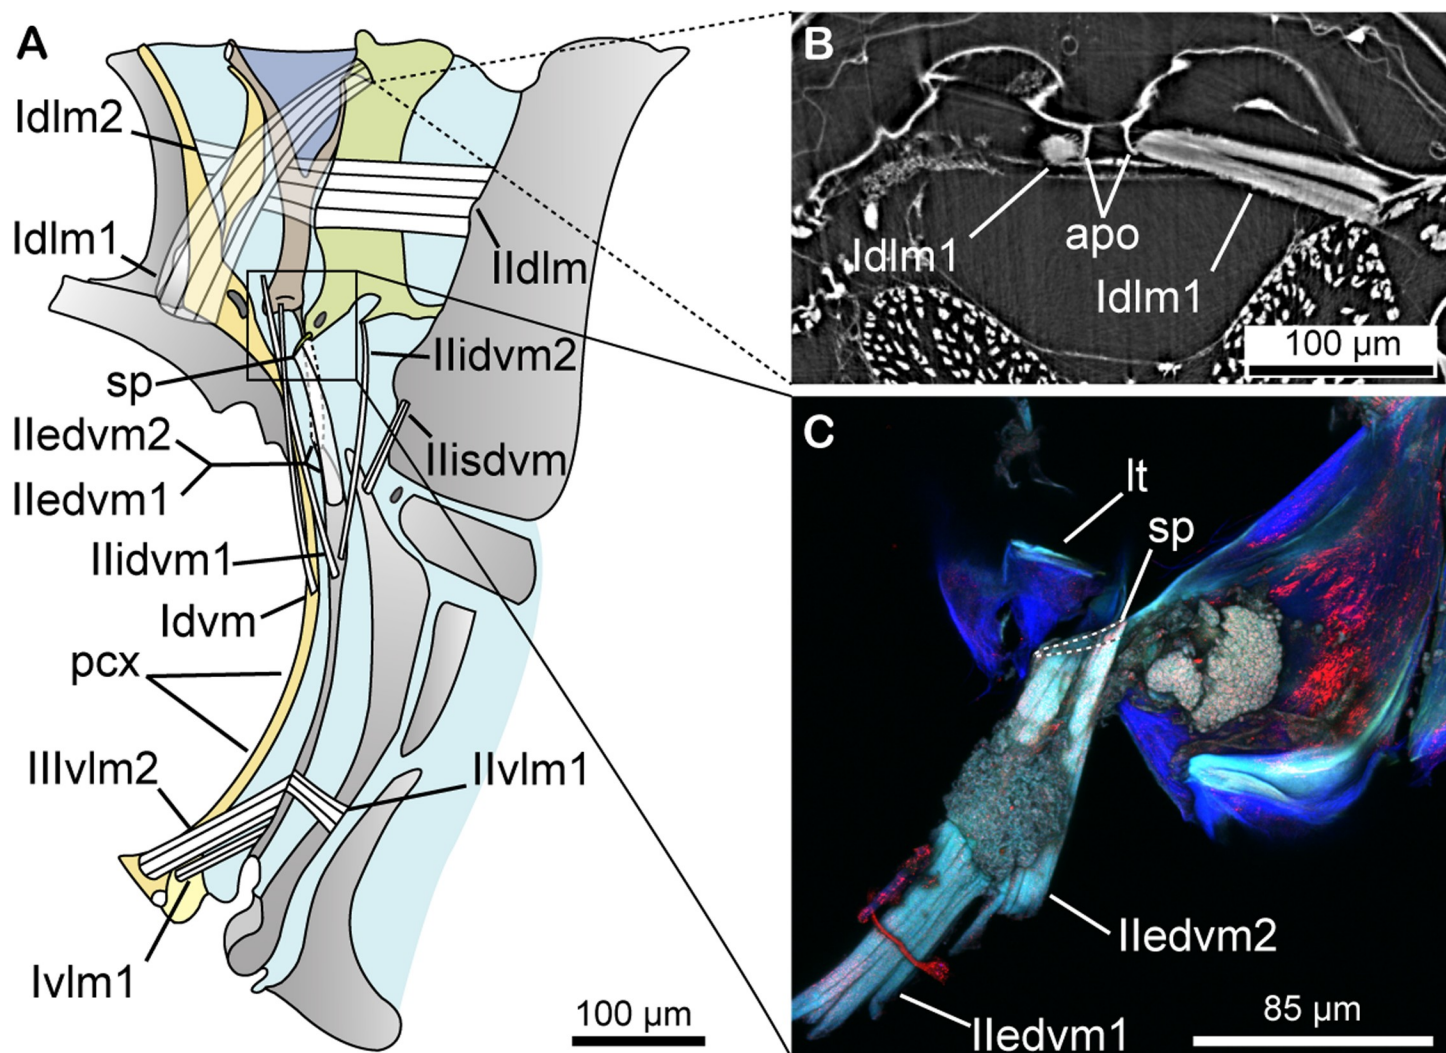 A
Idlm2
Idlm1
IIdlm
sp
IIidvm2
IIedvm2
IIedvm1
IIisdvm
IIidvm1
Idvm
pcx
IIIvlm2
IIvlm1
Ivlm1
100 µm
B
Idlm1
apo
Idlm1
100 µm
C
lt
sp
IIedvm2
IIedvm1
85 µm